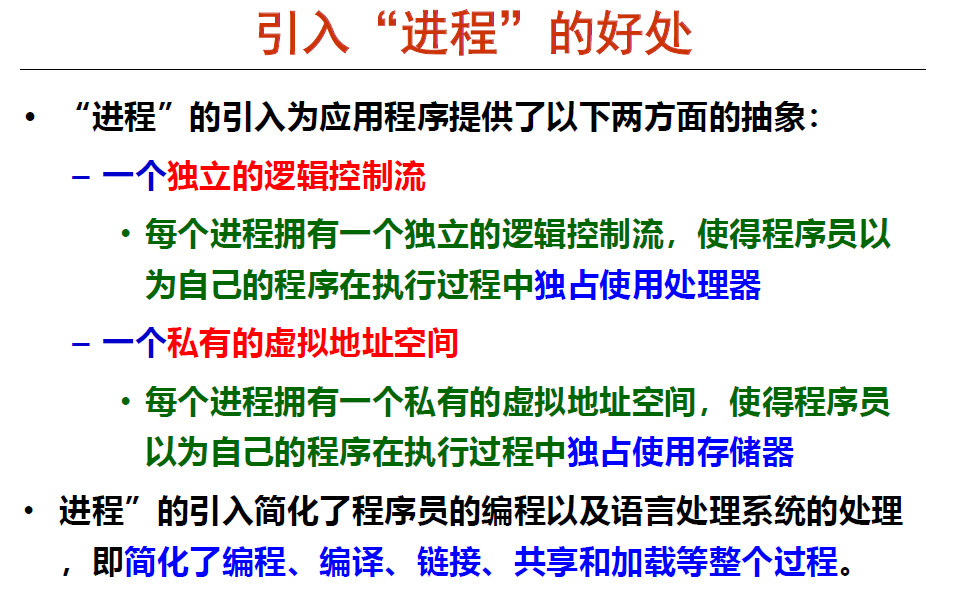 引入“进程”的好处
• “进程”的引入为应用程序提供了以下两方面的抽象：
– 一个独立的逻辑控制流
• 每个进程拥有一个独立的逻辑控制流，使得程序员以
为自己的程序在执行过程中独占使用处理器
– 一个私有的虚拟地址空间
• 每个进程拥有一个私有的虚拟地址空间，使得程序员
以为自己的程序在执行过程中独占使用存储器
• 进程”的引入简化了程序员的编程以及语言处理系统的处理
，即简化了编程、编译、链接、共享和加载等整个过程。